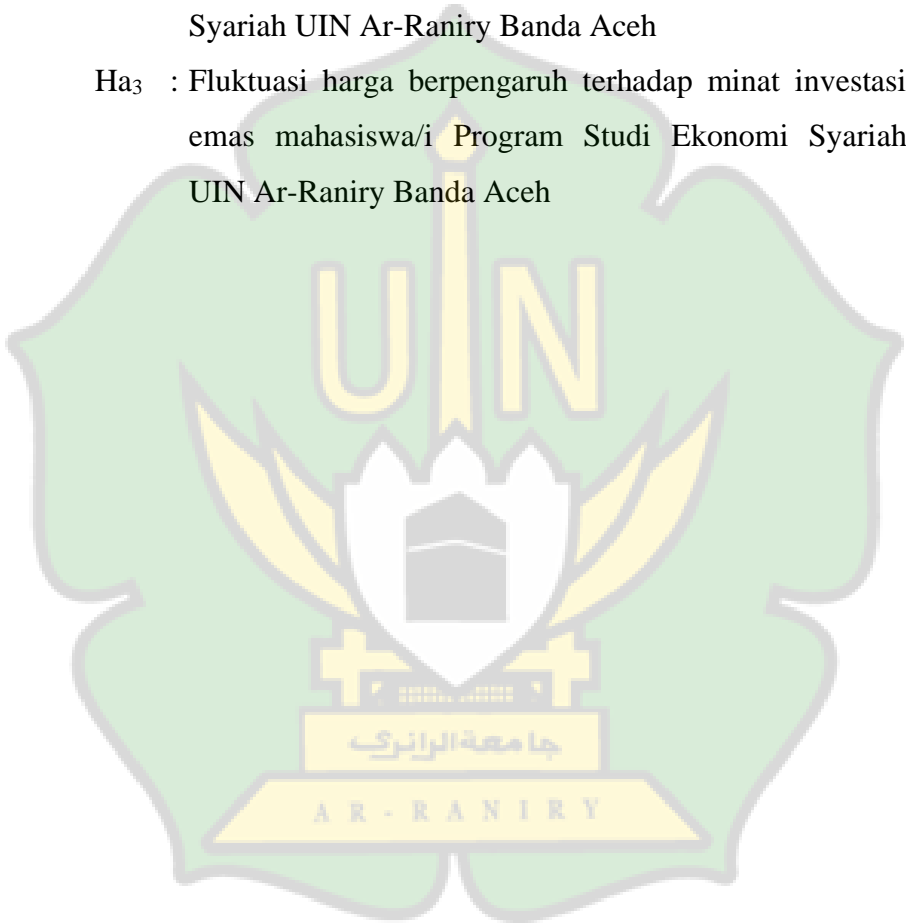 Syariah UIN Ar-Raniry Banda Aceh
Ha₃ : Fluktuasi harga berpengaruh terhadap minat investasi
emas mahasiswa/i Program Studi Ekonomi Syariah
UIN Ar-Raniry Banda Aceh
UIN
جامعة الرانري
AR-RANIRY